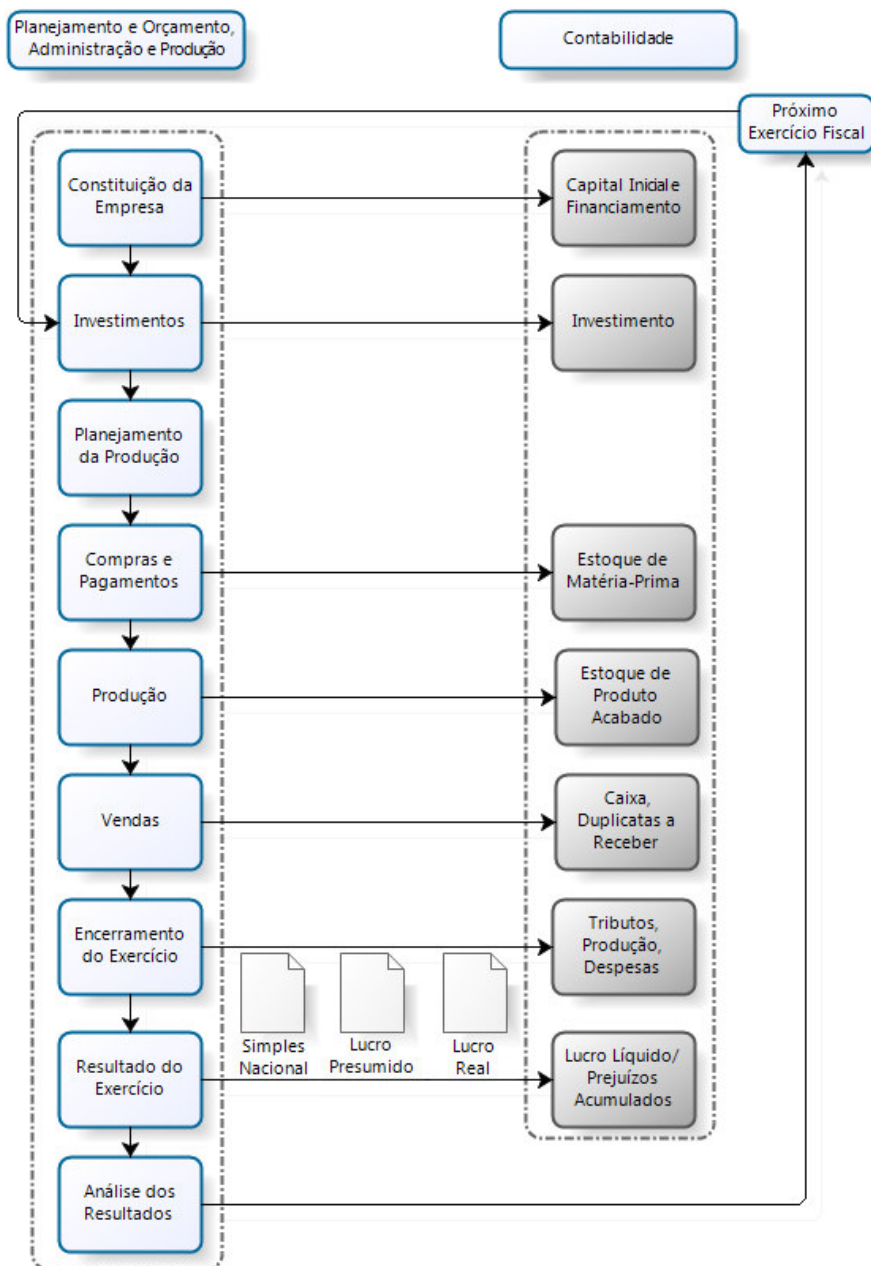 Planejamento e Orçamento,
Administração e Produção
Contabilidade
Próximo
Exercício Fiscal
Constituição da
Empresa
Capital Inicial e
Financiamento
Investimentos
Investimento
Planejamento
da Produção
Compras e
Pagamentos
Estoque de
Matéria-Prima
Produção
Estoque de
Produto
Acabado
Vendas
Caixa,
Duplicatas a
Receber
Encerramento
do Exercício
Tributos,
Produção,
Despesas
Simples
Nacional
Lucro
Presumido
Lucro
Real
Resultado do
Exercício
Lucro Líquido/
Prejuízos
Acumulados
Análise dos
Resultados